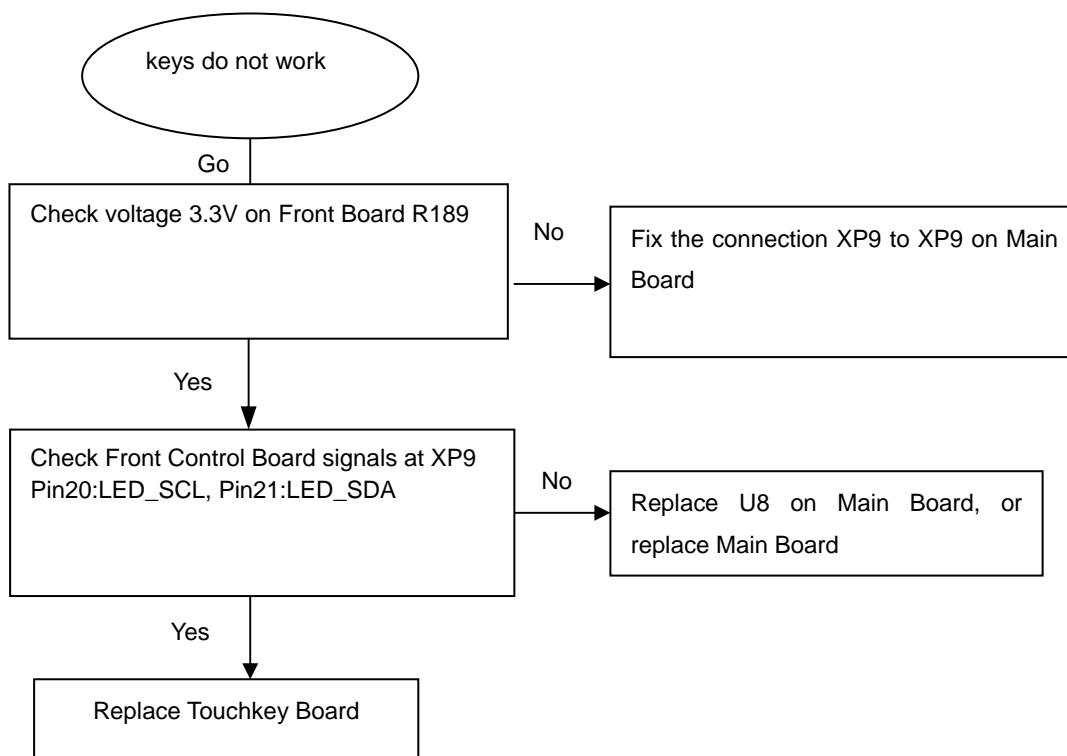 keys do not work
Go
Check voltage 3.3V on Front Board R189
No
Fix the connection XP9 to XP9 on Main
Board
Yes
Check Front Control Board signals at XP9
Pin20:LED_SCL, Pin21:LED_SDA
No
Replace U8 on Main Board, or
replace Main Board
Yes
Replace Touchkey Board